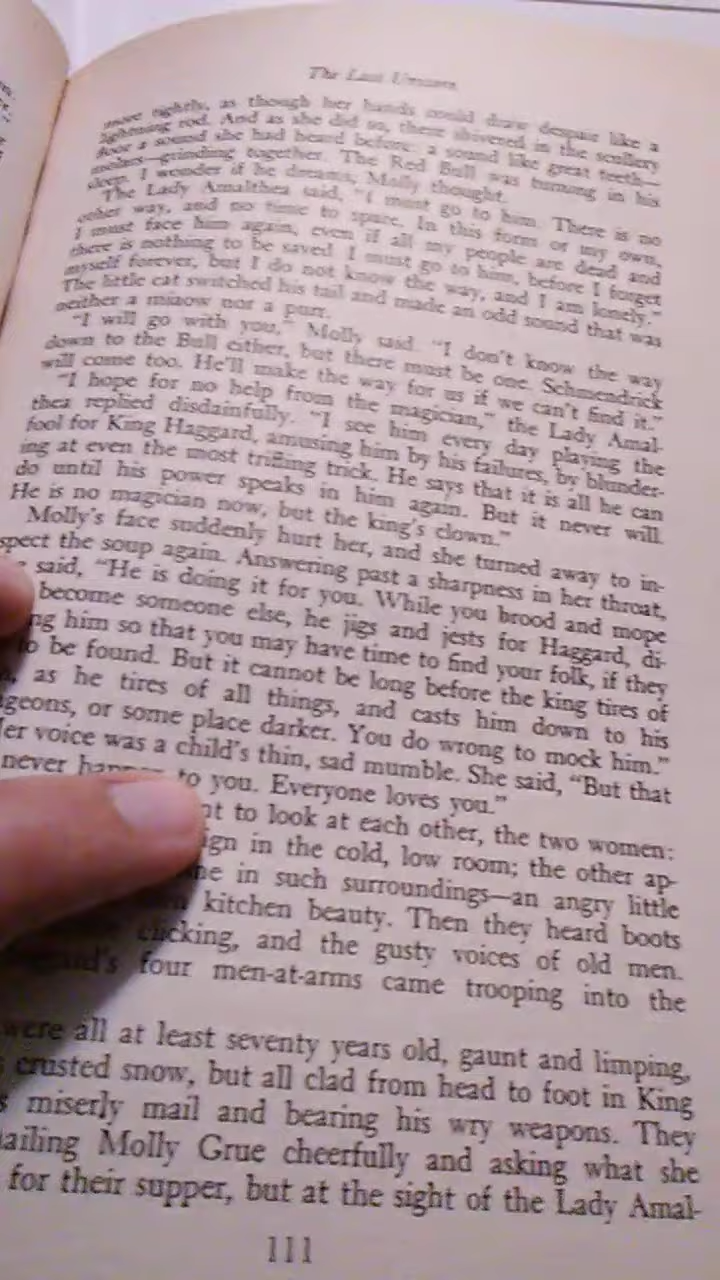 The Last Unicorn
more tightly, as though her hands could draw despair like a
lightning rod. And as she did so, there shivered in the scullery
floor a sound she had heard before: a sound like great teeth—
molars—grinding together. The Red Bull was turning in his
sleep. I wonder if he dreams, Molly thought.
The Lady Amalthea said, "I must go to him. There is no
other way, and no time to spare. In this form or my own,
I must face him again, even if all my people are dead and
there is nothing to be saved. I must go to him, before I forget
myself forever, but I do not know the way, and I am lonely."
The little cat switched his tail and made an odd sound that was
neither a miaow nor a purr.
"I will go with you," Molly said. "I don't know the way
down to the Bull either, but there must be one. Schmendrick
will come too. He'll make the way for us if we can't find it."
"I hope for no help from the magician," the Lady Amal-
thea replied disdainfully. "I see him every day playing the
fool for King Haggard, amusing him by his failures, by blunder-
ing at even the most trifling trick. He says that it is all he can
do until his power speaks in him again. But it never will.
He is no magician now, but the king's clown."
Molly's face suddenly hurt her, and she turned away to in-
spect the soup again. Answering past a sharpness in her throat,
said, "He is doing it for you. While you brood and mope
become someone else, he jigs and jests for Haggard, di-
ng him so that you may have time to find your folk, if they
to be found. But it cannot be long before the king tires of
, as he tires of all things, and casts him down to his
geons, or some place darker. You do wrong to mock him."
er voice was a child's thin, sad mumble. She said, "But that
never happen to you. Everyone loves you."
nt to look at each other, the two women:
ign in the cold, low room; the other ap-
me in such surroundings—an angry little
kitchen beauty. Then they heard boots
clicking, and the gusty voices of old men.
four men-at-arms came trooping into the
were all at least seventy years old, gaunt and limping,
crusted snow, but all clad from head to foot in King
s miserly mail and bearing his wry weapons. They
ailing Molly Grue cheerfully and asking what she
for their supper, but at the sight of the Lady Amal-
111